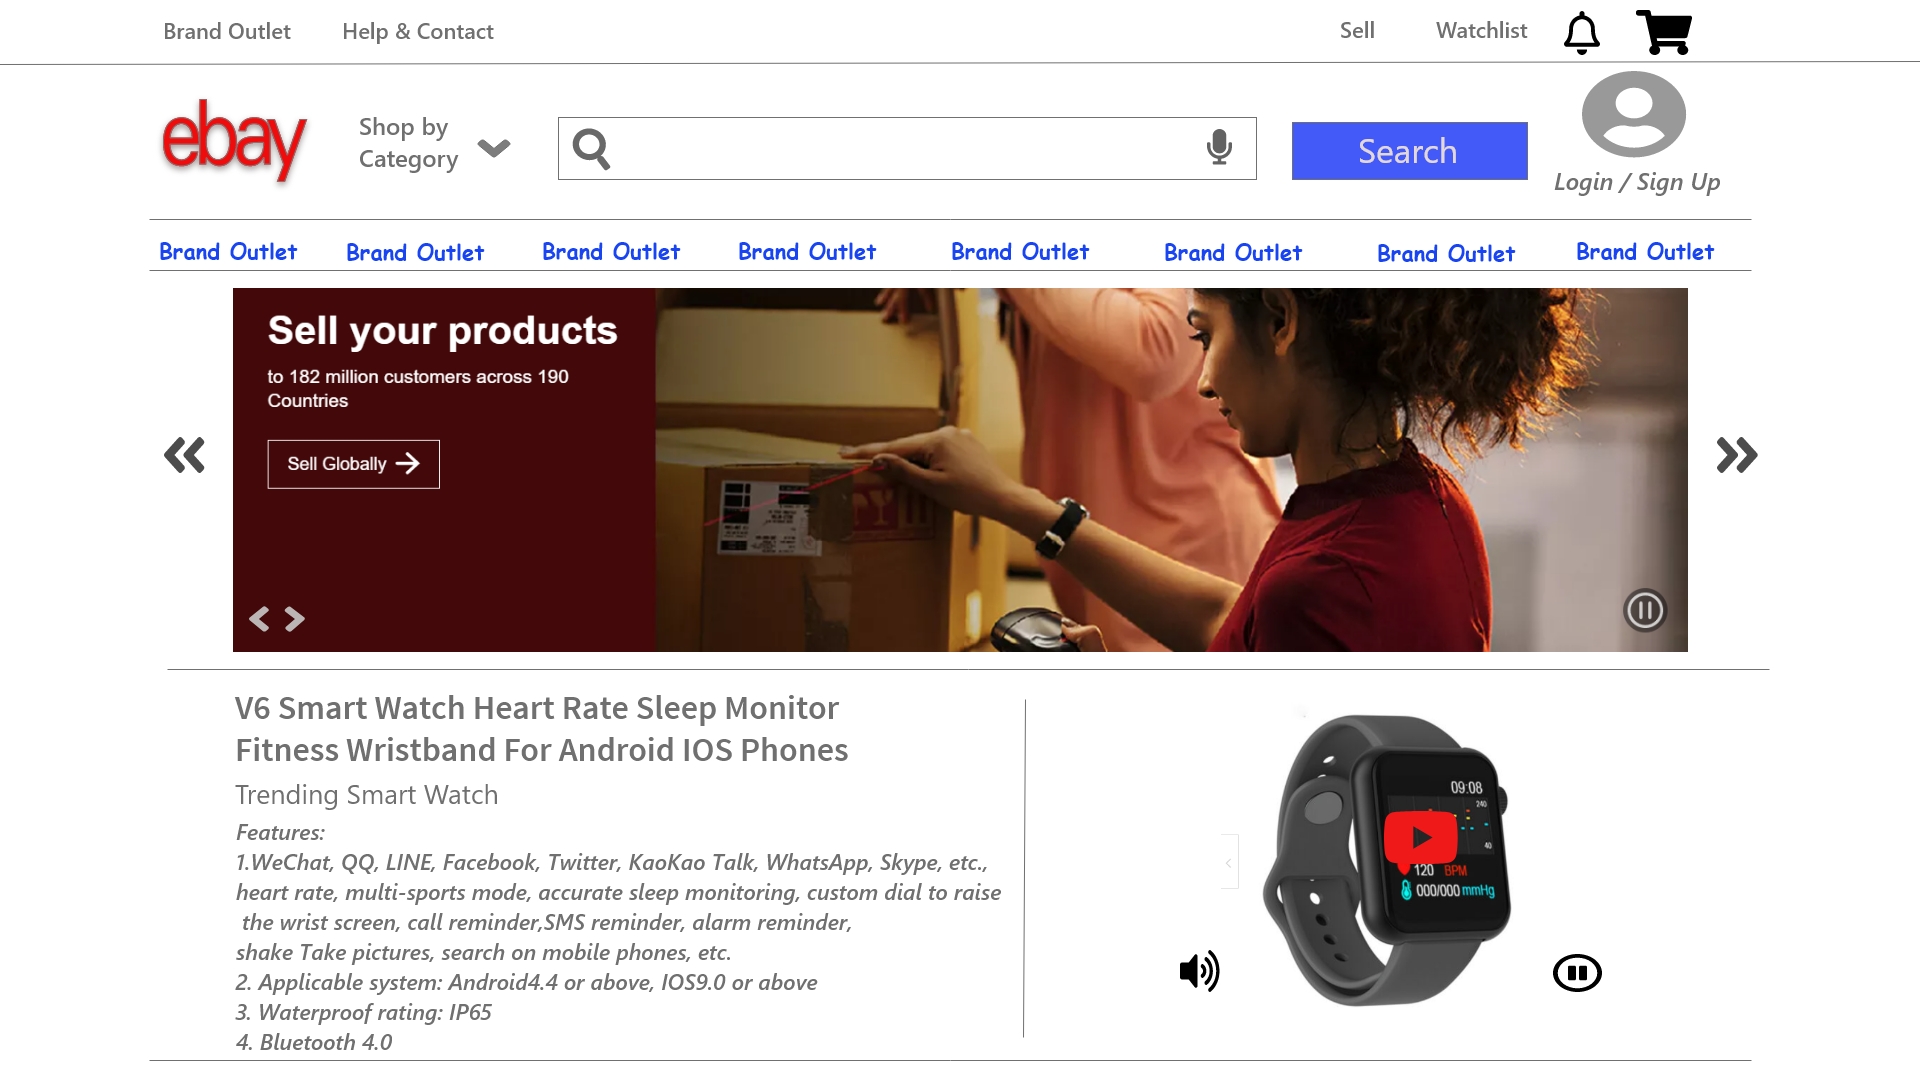 Brand Outlet
Help & Contact
Sell
Watchlist
ebay
Shop by
Category
Search
Login / Sign Up
Brand Outlet
Brand Outlet
Brand Outlet
Brand Outlet
Brand Outlet
Brand Outlet
Brand Outlet
Brand Outlet
Sell your products
to 182 million customers across 190
Countries
Sell Globally
V6 Smart Watch Heart Rate Sleep Monitor
Fitness Wristband For Android IOS Phones
Trending Smart Watch
Features:
1.WeChat, QQ, LINE, Facebook, Twitter, KaoKao Talk, WhatsApp, Skype, etc.,
heart rate, multi-sports mode, accurate sleep monitoring, custom dial to raise
the wrist screen, call reminder,SMS reminder, alarm reminder,
shake Take pictures, search on mobile phones, etc.
2. Applicable system: Android4.4 or above, IOS9.0 or above
3. Waterproof rating: IP65
4. Bluetooth 4.0
09:08
240
40
120 BPM
000/000 mmHg